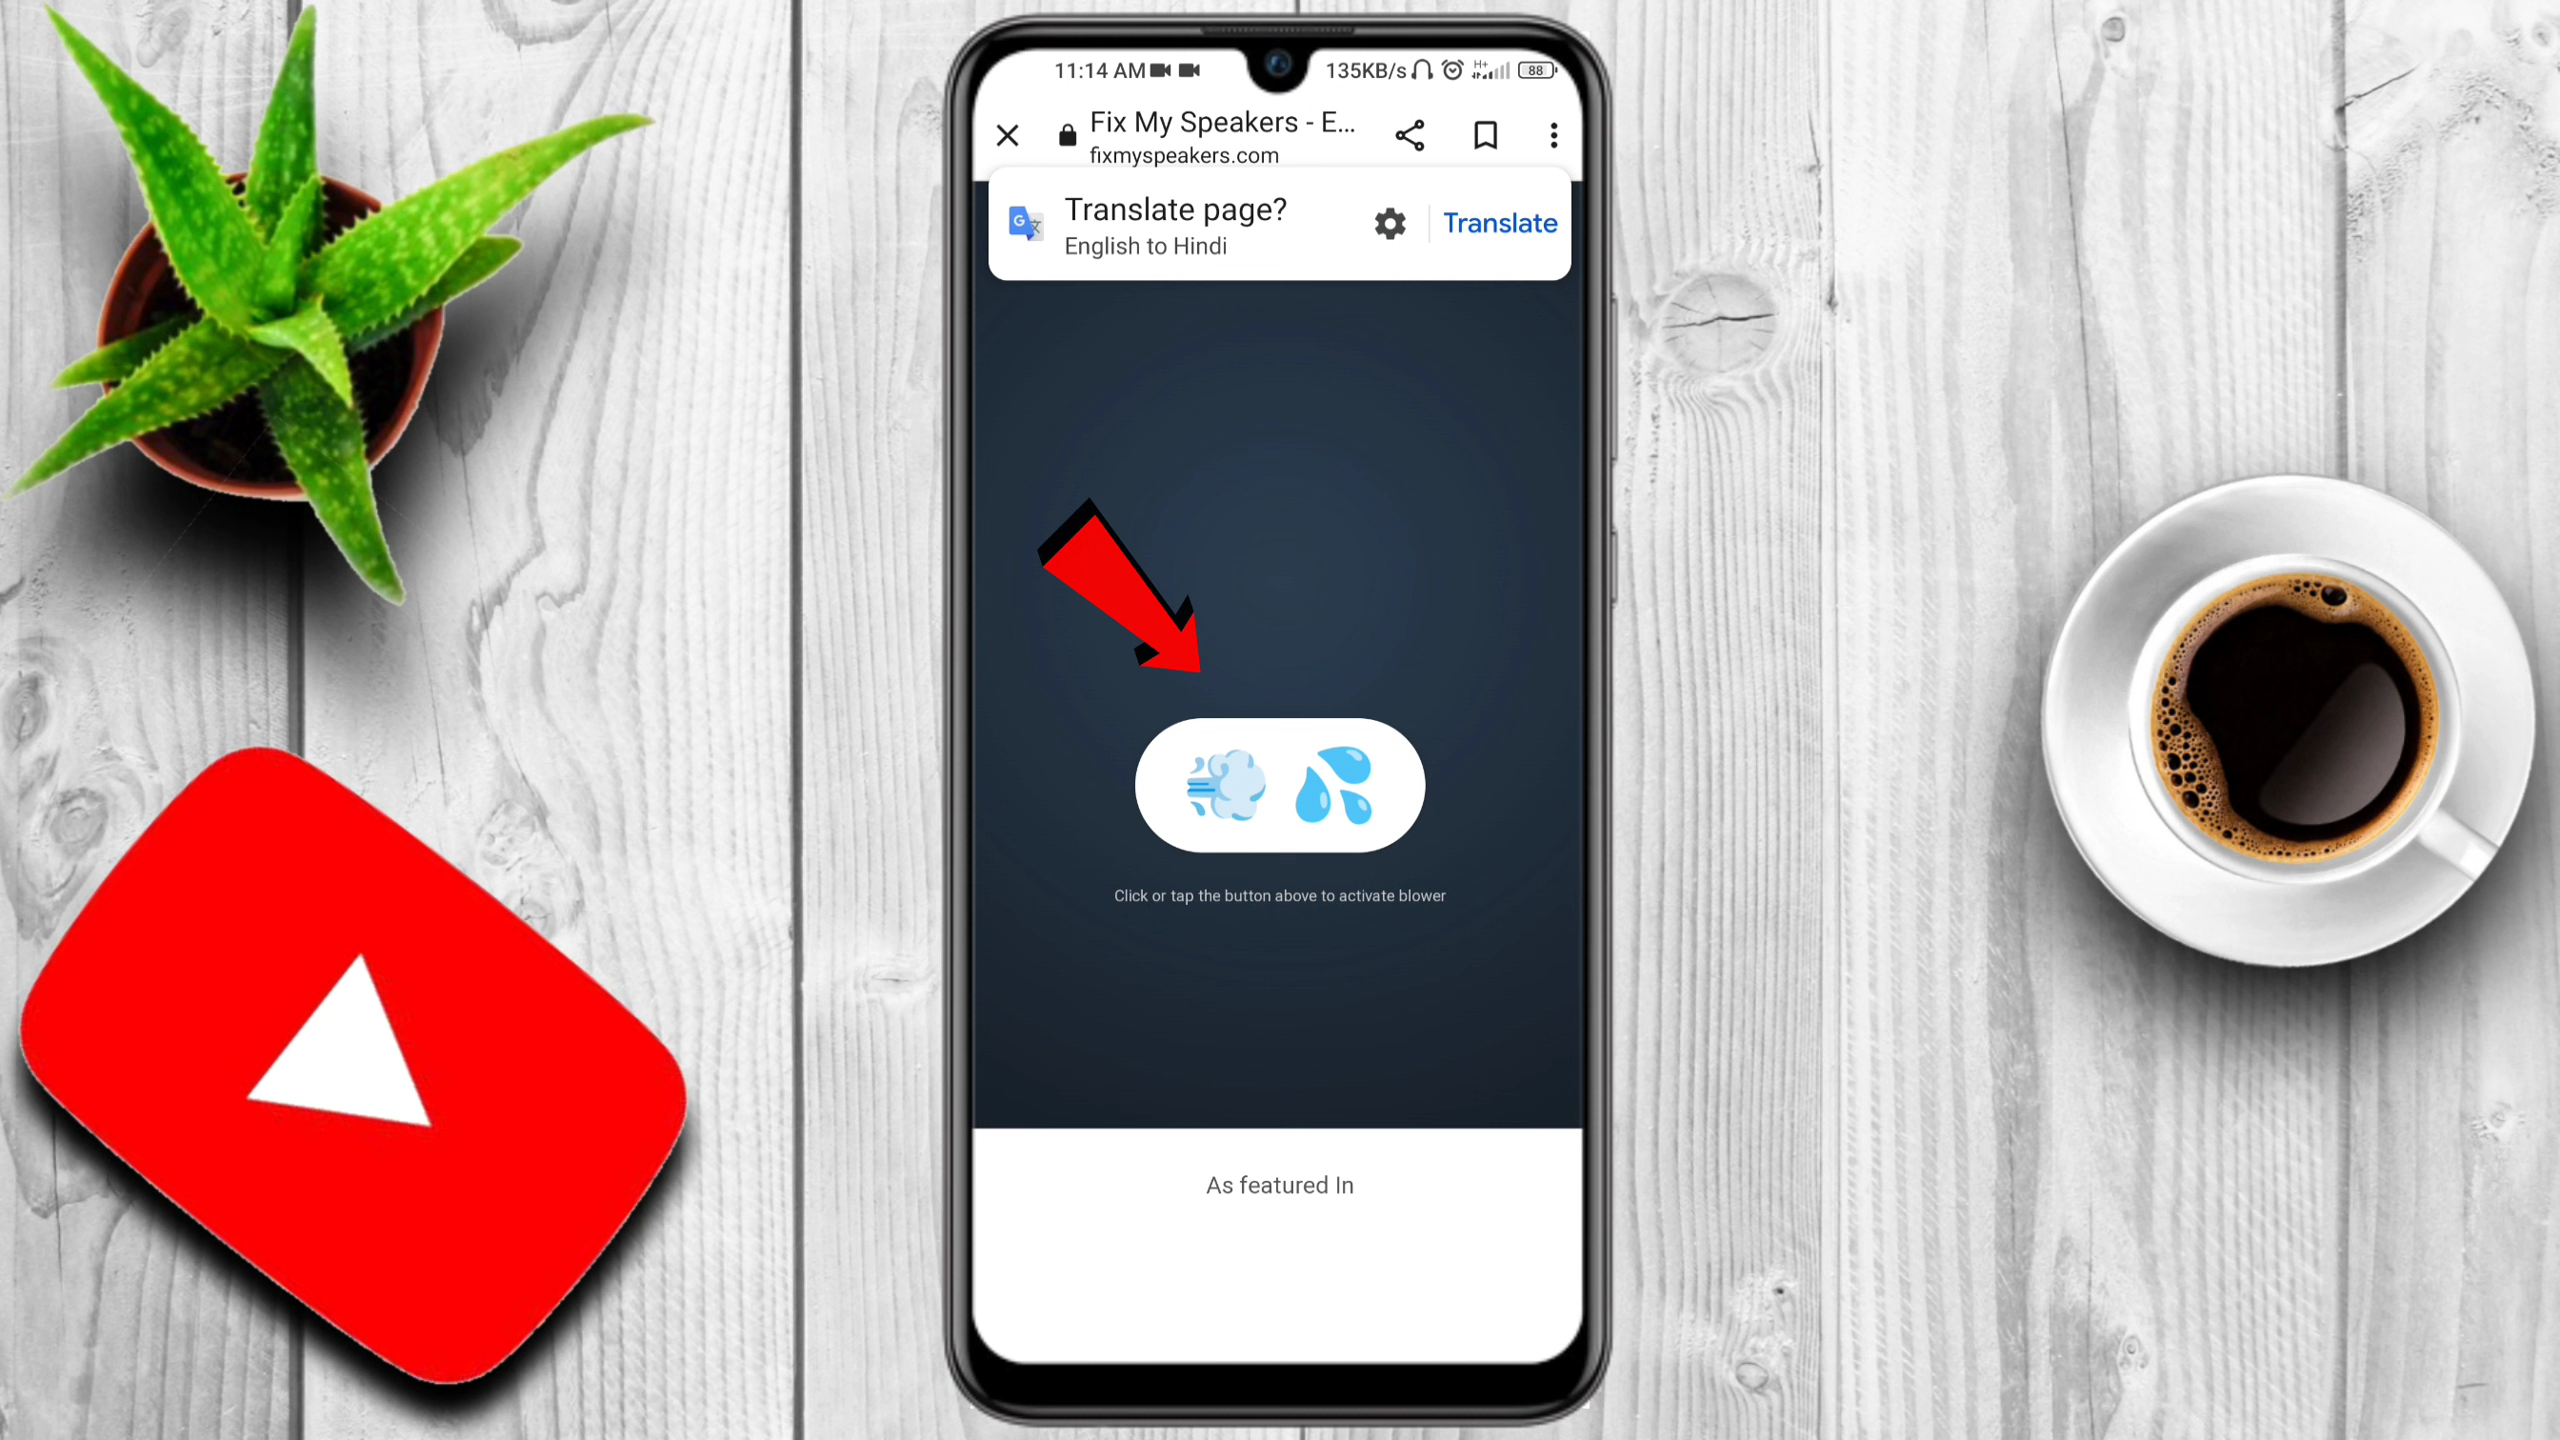 11:14 AM
135KB/s
H+
88
Fix My Speakers - E...
fixmyspeakers.com
Translate page?
English to Hindi
Translate
Click or tap the button above to activate blower
As featured In